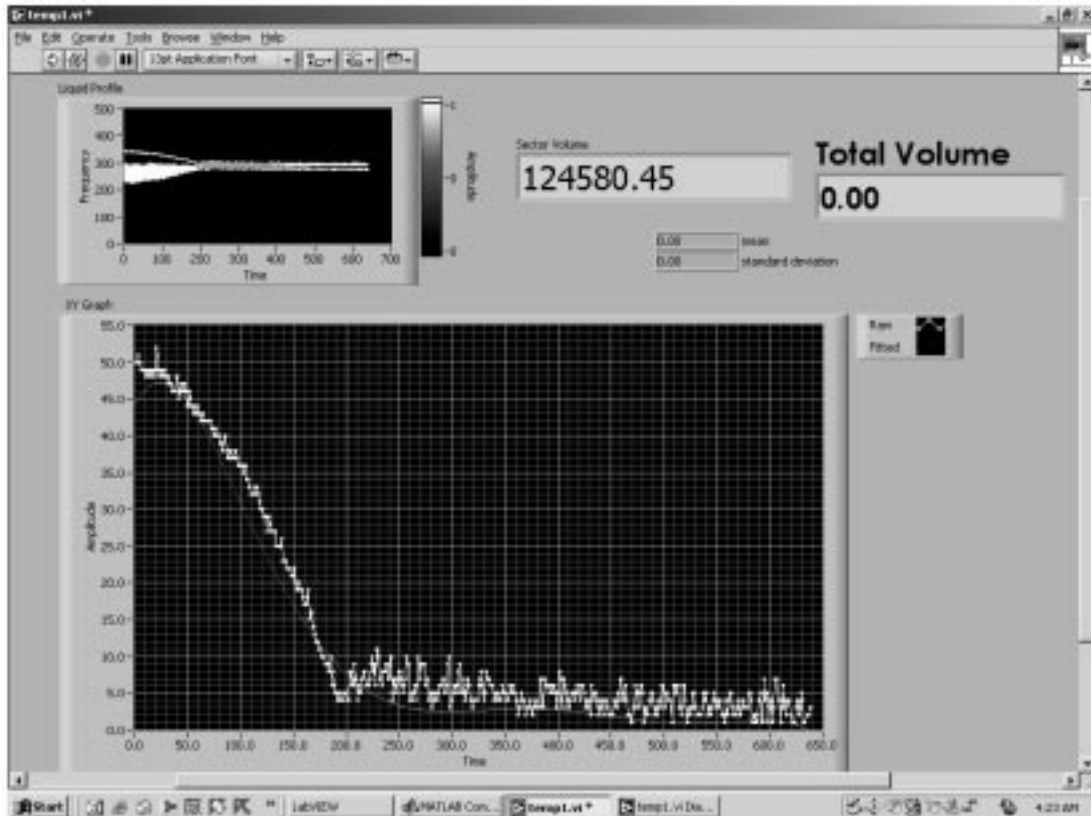 temp1.vi *
File Edit Operate Tools Browse Window Help
13pt Application Font
Liquid Profile
500
400
300
200
100
0
Frequency
0 100 200 300 400 500 600 700
Time
Amplitude
Sector Volume
124580.45
Total Volume
0.00
0.00 mean
0.00 standard deviation
XY Graph
55.0
50.0
45.0
40.0
35.0
30.0
25.0
20.0
15.0
10.0
5.0
0.0
Amplitude
0.0 50.0 100.0 150.0 200.0 250.0 300.0 350.0 400.0 450.0 500.0 550.0 600.0 650.0
Time
Raw
Fitted
Start
LabVIEW
MATLAB Com...
temp1.vi *
temp1.vi Dia...
4:23 AM